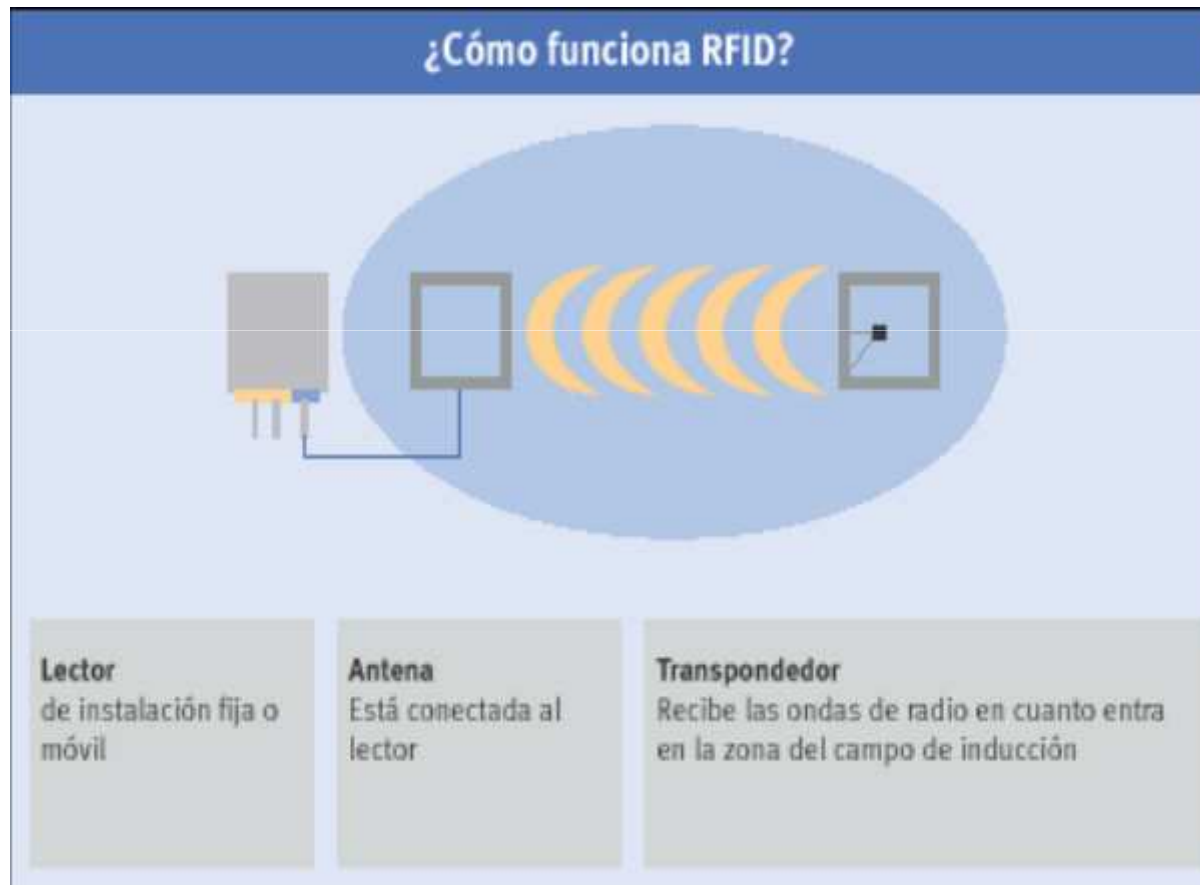 ¿Cómo funciona RFID?
Lector
de instalación fija o
móvil
Antena
Está conectada al
lector
Transpondedor
Recibe las ondas de radio en cuanto entra
en la zona del campo de inducción